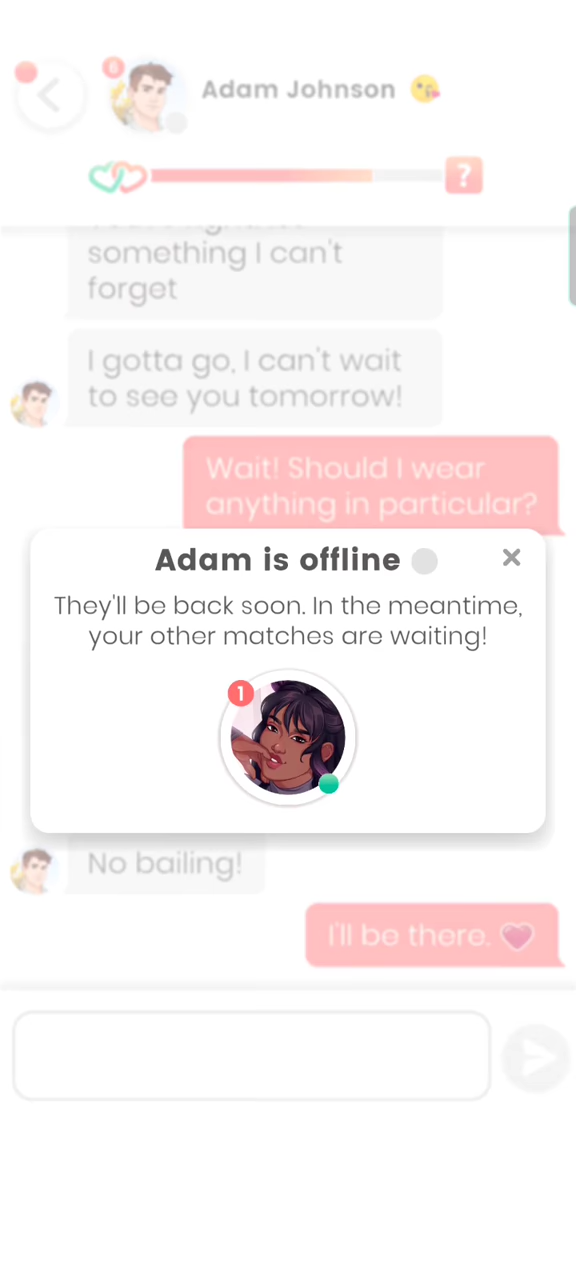 6
Adam Johnson 😘
?
something I can't
forget
I gotta go, I can't wait
to see you tomorrow!
Wait! Should I wear
anything in particular?
Adam is offline
They'll be back soon. In the meantime,
your other matches are waiting!
1
No bailing!
I'll be there. 💗